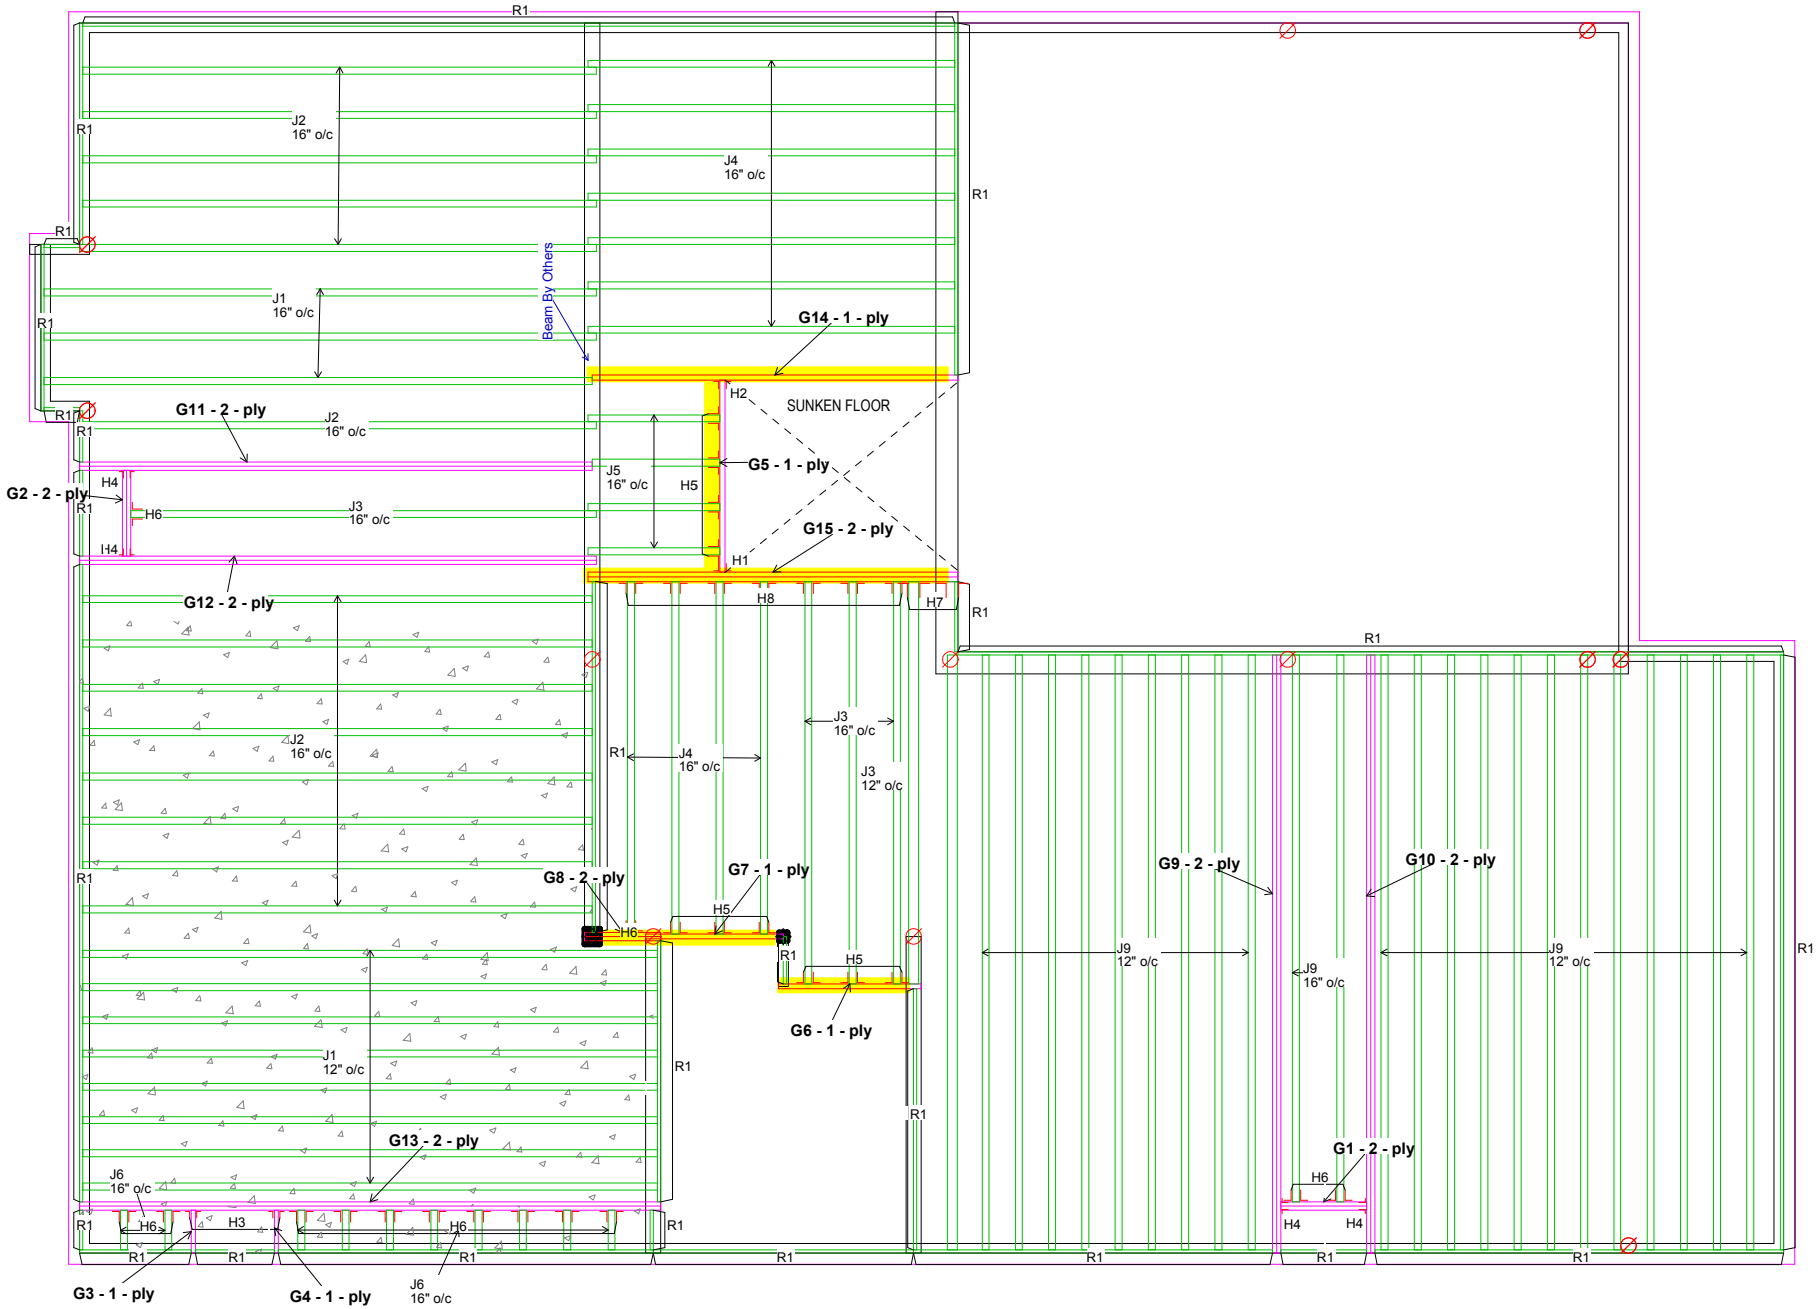 R1
J2
16" o/c
R1
J4
16" o/c
R1
R1
Beam By Others
J1
16" o/c
R1
G14 - 1 - ply
H2
SUNKEN FLOOR
R1
G11 - 2 - ply
J2
16" o/c
R1
G5 - 1 - ply
J5
16" o/c
H5
H4
G2 - 2 - ply
R1
H6
J3
16" o/c
G15 - 2 - ply
H4
H1
G12 - 2 - ply
H8
H7
R1
R1
J2
16" o/c
R1
J4
16" o/c
J3
16" o/c
J3
12" o/c
G8 - 2 - ply
G7 - 1 - ply
G9 - 2 - ply
G10 - 2 - ply
R1
H5
H6
R1
H5
J9
12" o/c
J9
16" o/c
J9
12" o/c
R1
G6 - 1 - ply
J1
12" o/c
R1
R1
G13 - 2 - ply
G1 - 2 - ply
J6
16" o/c
H6
R1
H6
H3
H6
R1
H4
H4
R1
R1
R1
R1
R1
R1
R1
G3 - 1 - ply
G4 - 1 - ply
J6
16" o/c